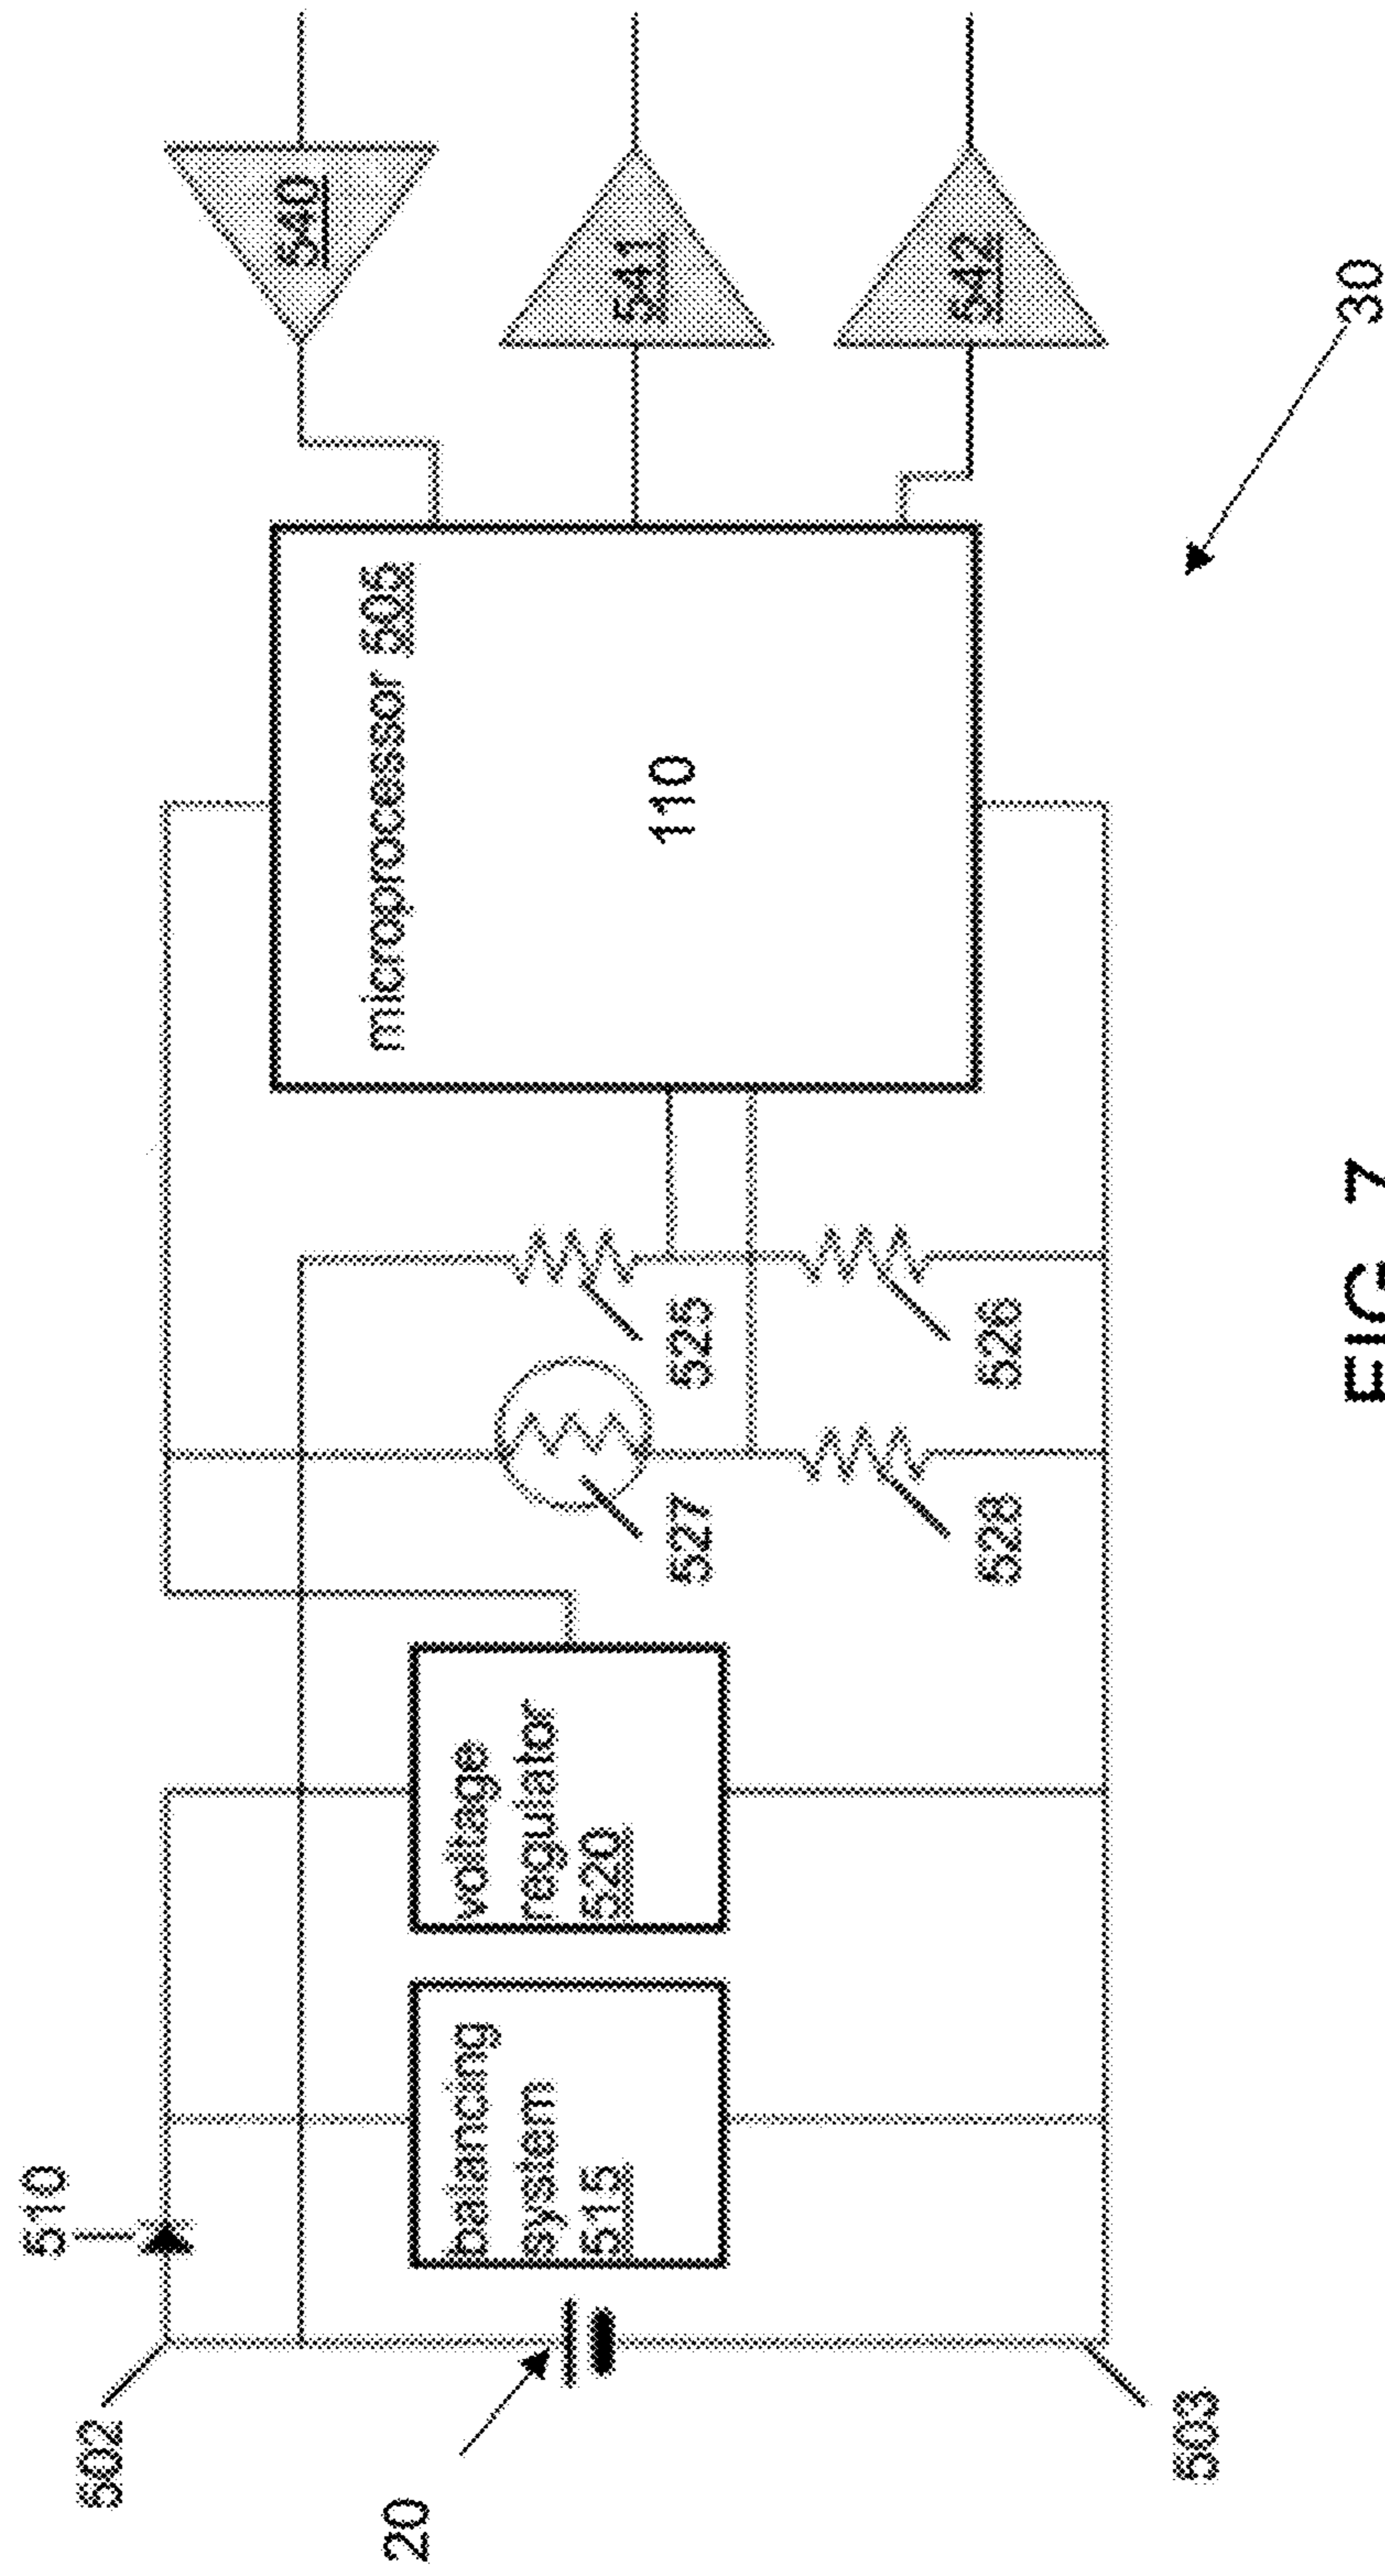 510
502
20
503
balancing
system
515
voltage
regulator
520
527
528
525
526
microprocessor 505
110
540
541
542
30
FIG. 7